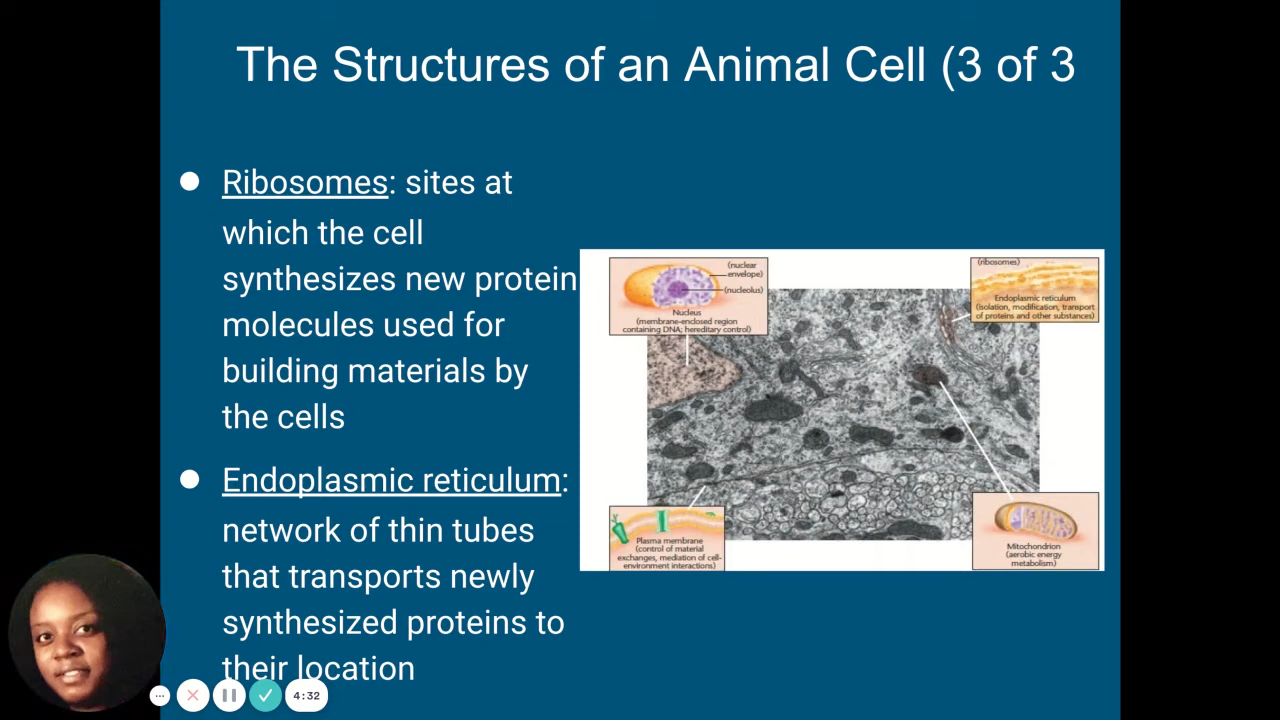 The Structures of an Animal Cell (3 of 3
● Ribosomes: sites at
which the cell
synthesizes new protein
molecules used for
building materials by
the cells
● Endoplasmic reticulum:
network of thin tubes
that transports newly
synthesized proteins to
their location
(nuclear
envelope)
(nucleolus)
Nucleus
(membrane-enclosed region
containing DNA; hereditary control)
(ribosomes)
Endoplasmic reticulum
(isolation, modification, transport
of proteins and other substances)
Plasma membrane
(control of material
exchanges, mediation of cell-
environment interactions)
Mitochondrion
(aerobic energy
metabolism)
4:32